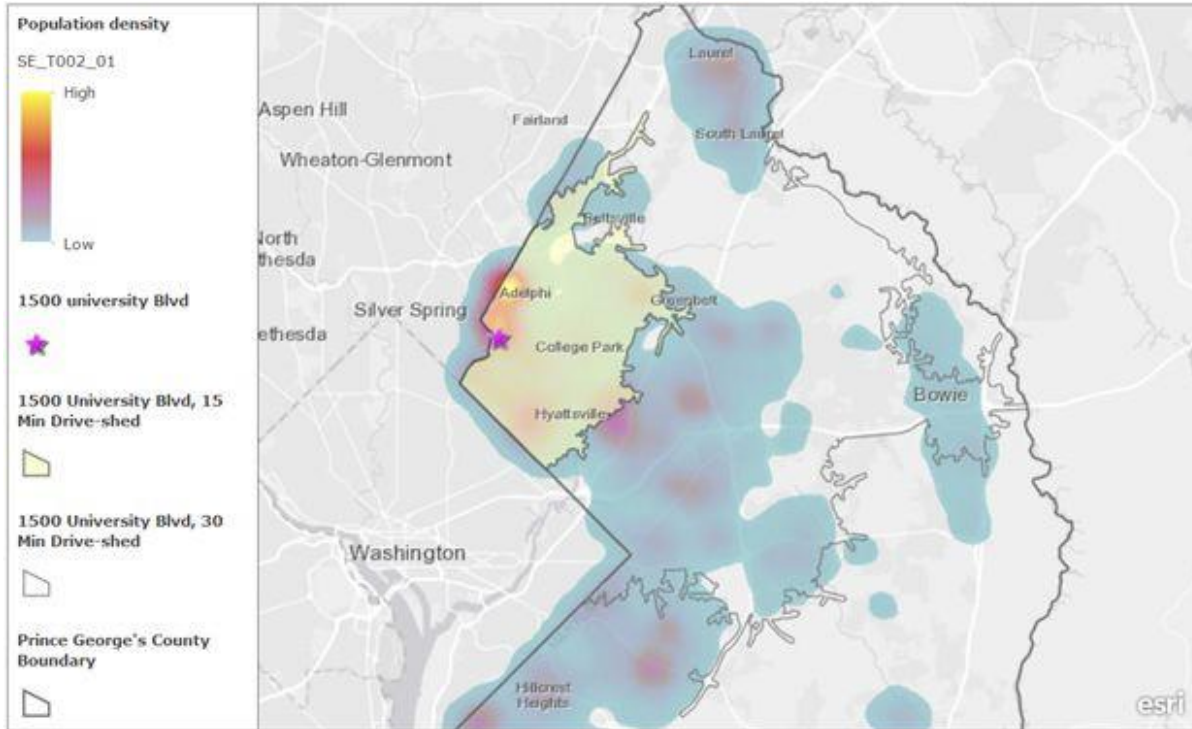 Population density
SE_T002_01
High
Low
1500 university Blvd
1500 University Blvd, 15
Min Drive-shed
1500 University Blvd, 30
Min Drive-shed
Prince George's County
Boundary
Laurel
Aspen Hill
Fairland
South Laurel
Wheaton-Glenmont
Beltsville
North
thesda
Adelphi
Greenbelt
Silver Spring
ethesda
College Park
Bowie
Hyattsville
Washington
Hillcrest
Heights
esri